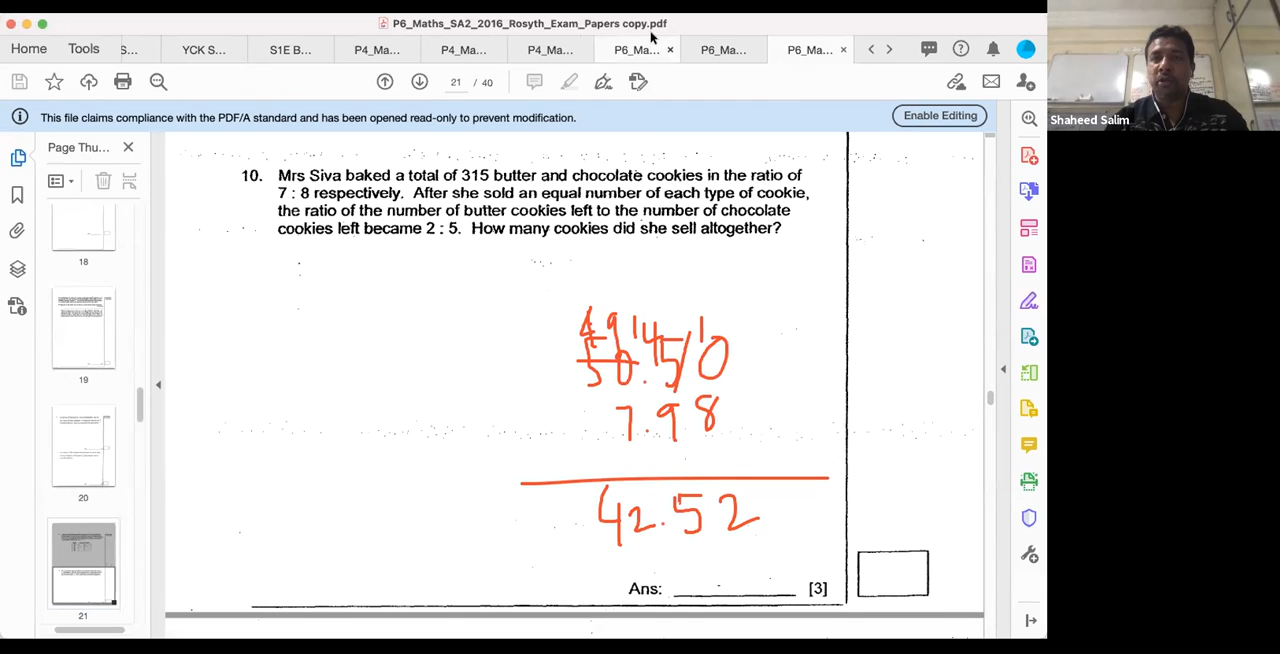 P6_Maths_SA2_2016_Rosyth_Exam_Papers copy.pdf
Home Tools S... YCK S... S1E B... P4_Ma... P4_Ma... P4_Ma... P6_Ma... × P6_Ma... P6_Ma... ×
21 / 40
This file claims compliance with the PDF/A standard and has been opened read-only to prevent modification.
Enable Editing
Shaheed Salim
Page Thu...
18
19
20
21
10. Mrs Siva baked a total of 315 butter and chocolate cookies in the ratio of
7 : 8 respectively. After she sold an equal number of each type of cookie,
the ratio of the number of butter cookies left to the number of chocolate
cookies left became 2 : 5. How many cookies did she sell altogether?
4 9 14 10
50.50
7.98
42.52
Ans: [3]